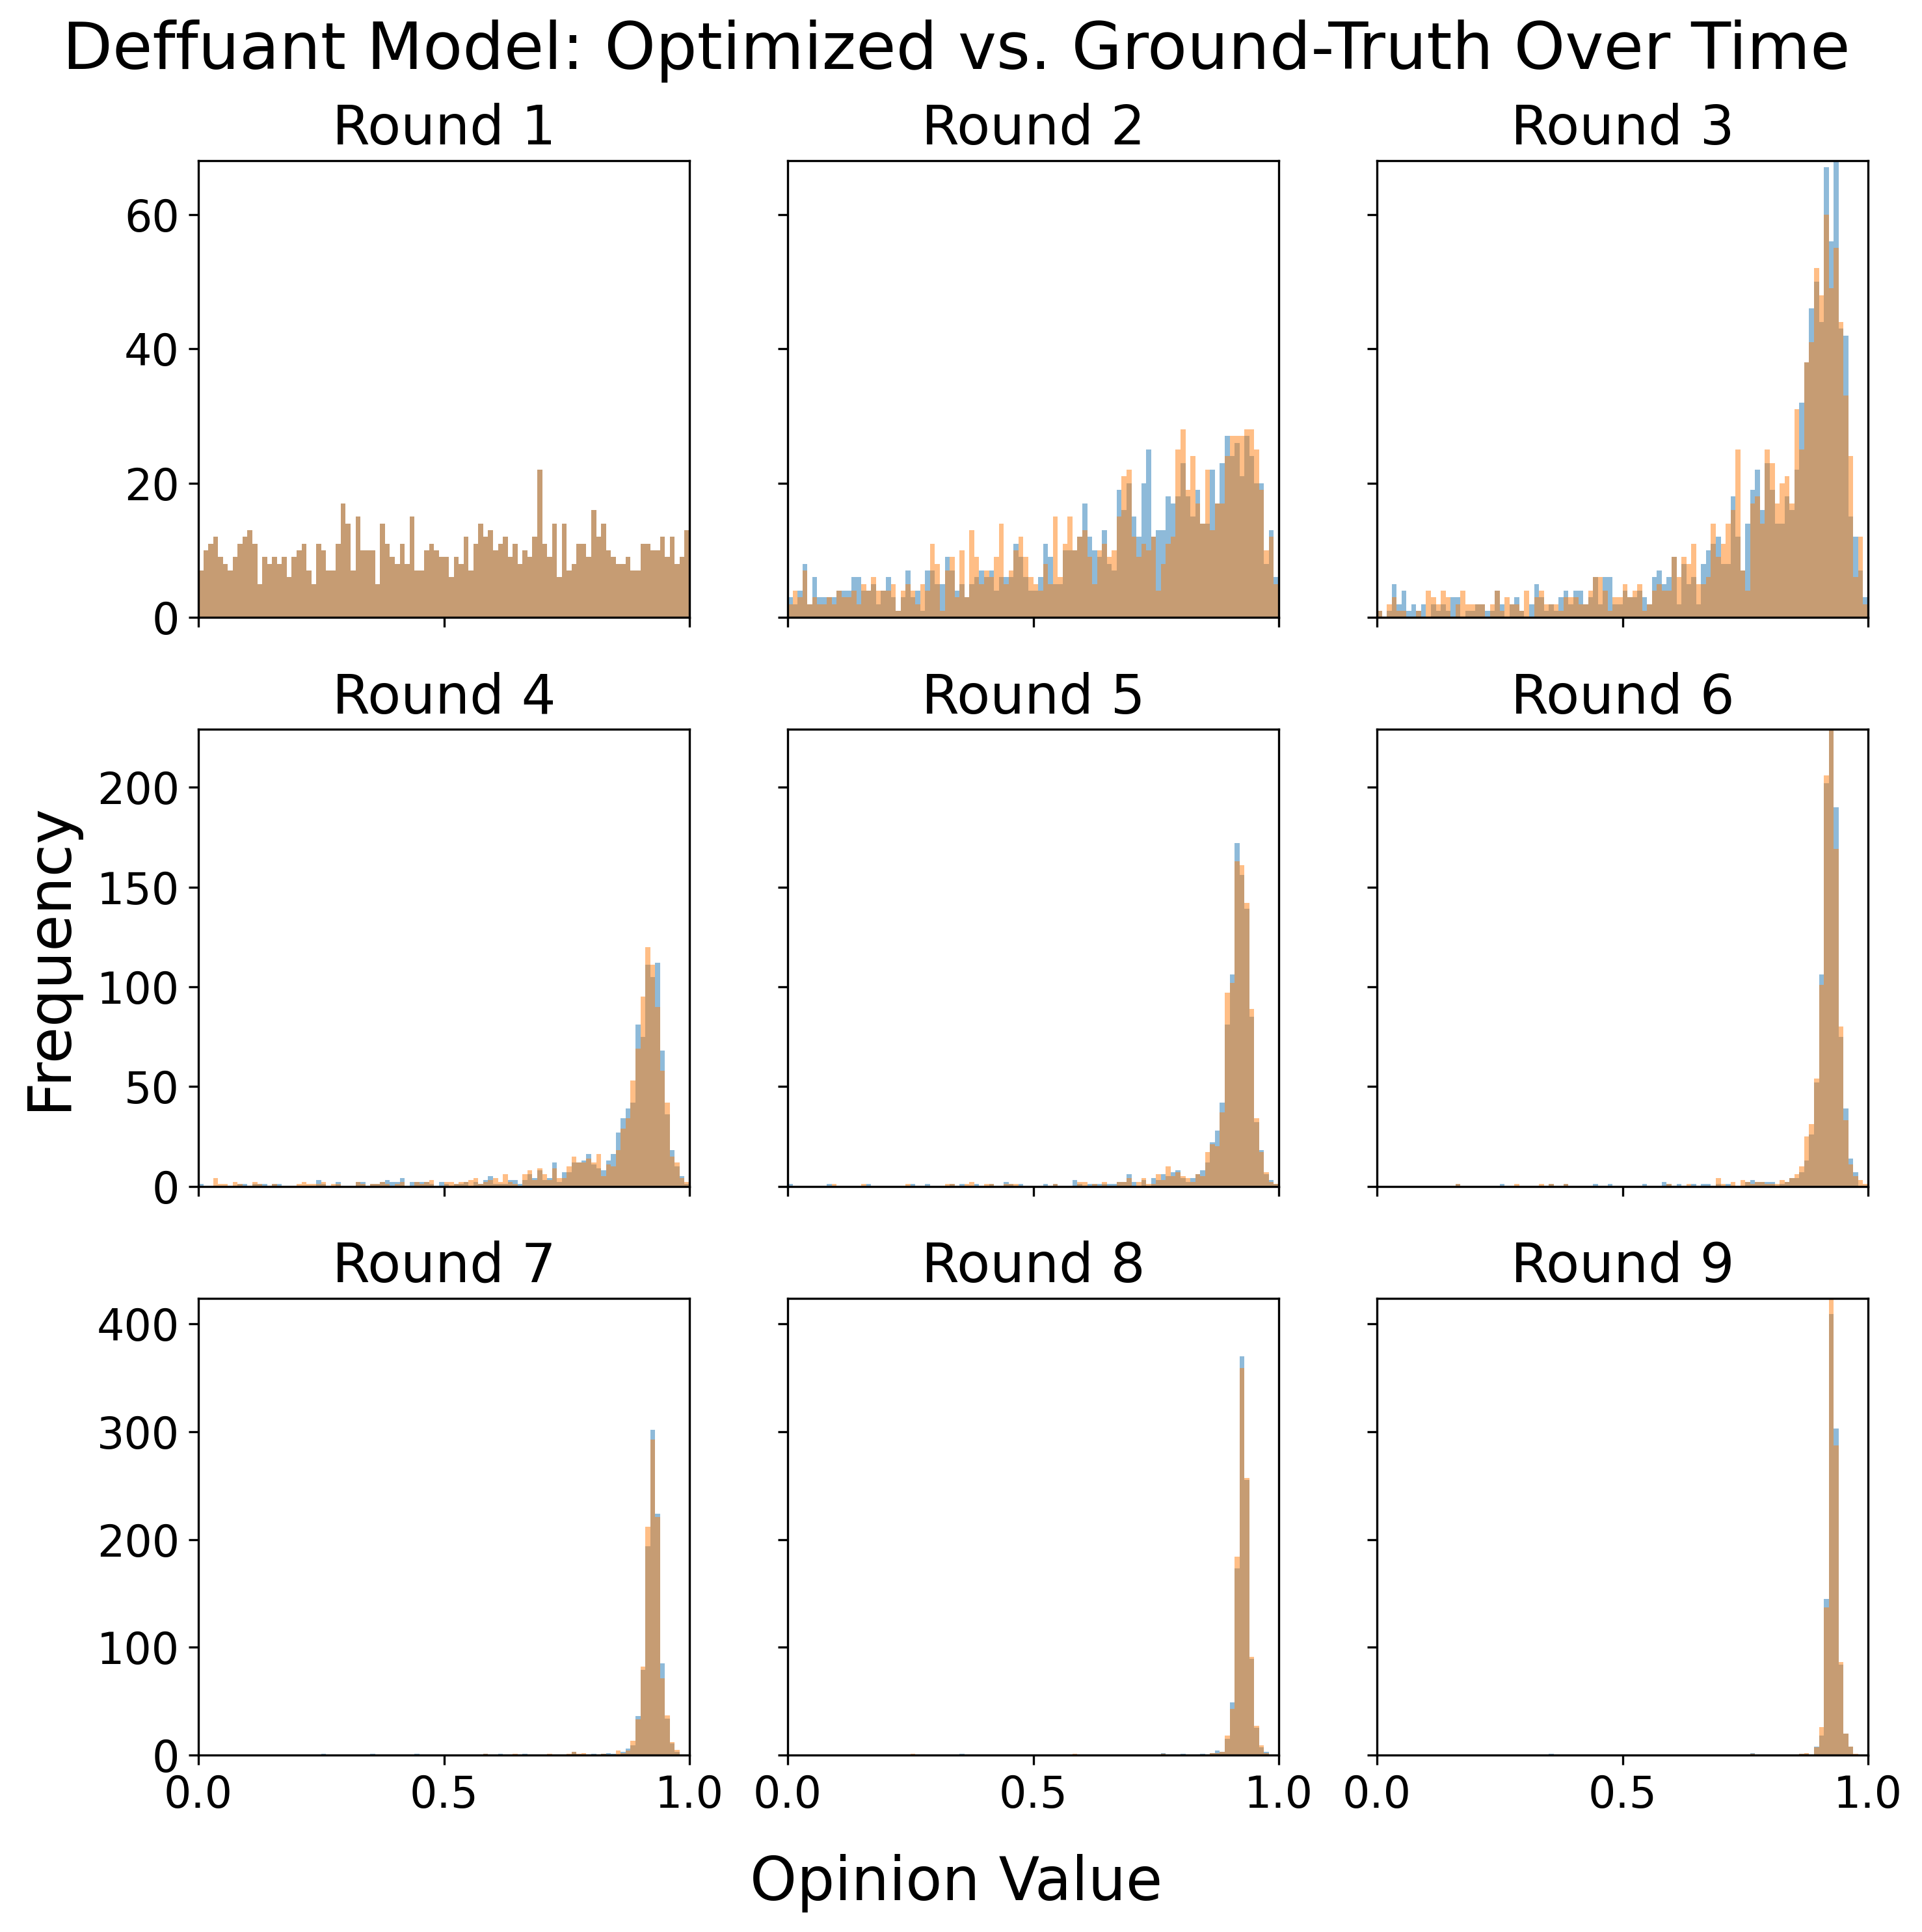 Deffuant Model: Optimized vs. Ground-Truth Over Time
Round 1
Round 2
Round 3
60
40
20
0
Round 4
Round 5
Round 6
Frequency
200
150
100
50
0
Round 7
Round 8
Round 9
400
300
200
100
0
0.0 0.5 1.0 0.0 0.5 1.0 0.0 0.5 1.0
Opinion Value